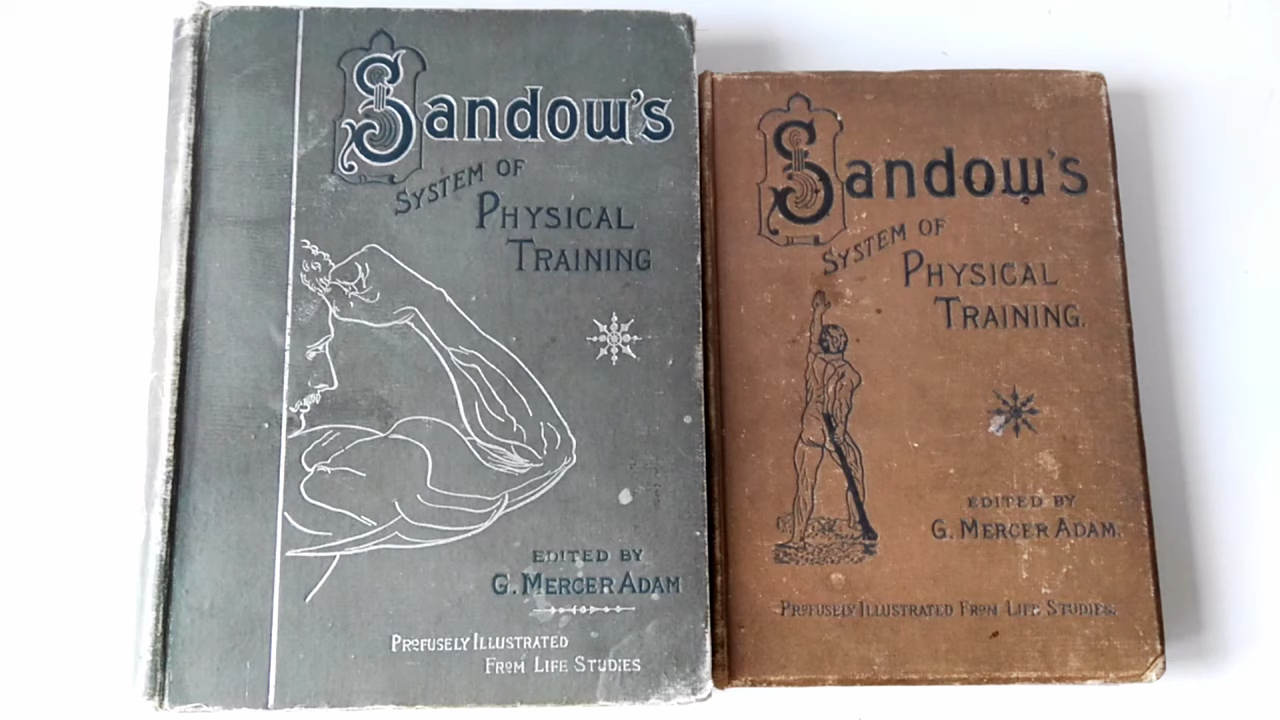 Sandow's
SYSTEM OF
PHYSICAL
TRAINING
EDITED BY
G. MERCER ADAM
PROFUSELY ILLUSTRATED
FROM LIFE STUDIES
Sandow's
SYSTEM OF
PHYSICAL
TRAINING.
EDITED BY
G. MERCER ADAM.
PROFUSELY ILLUSTRATED FROM LIFE STUDIES.